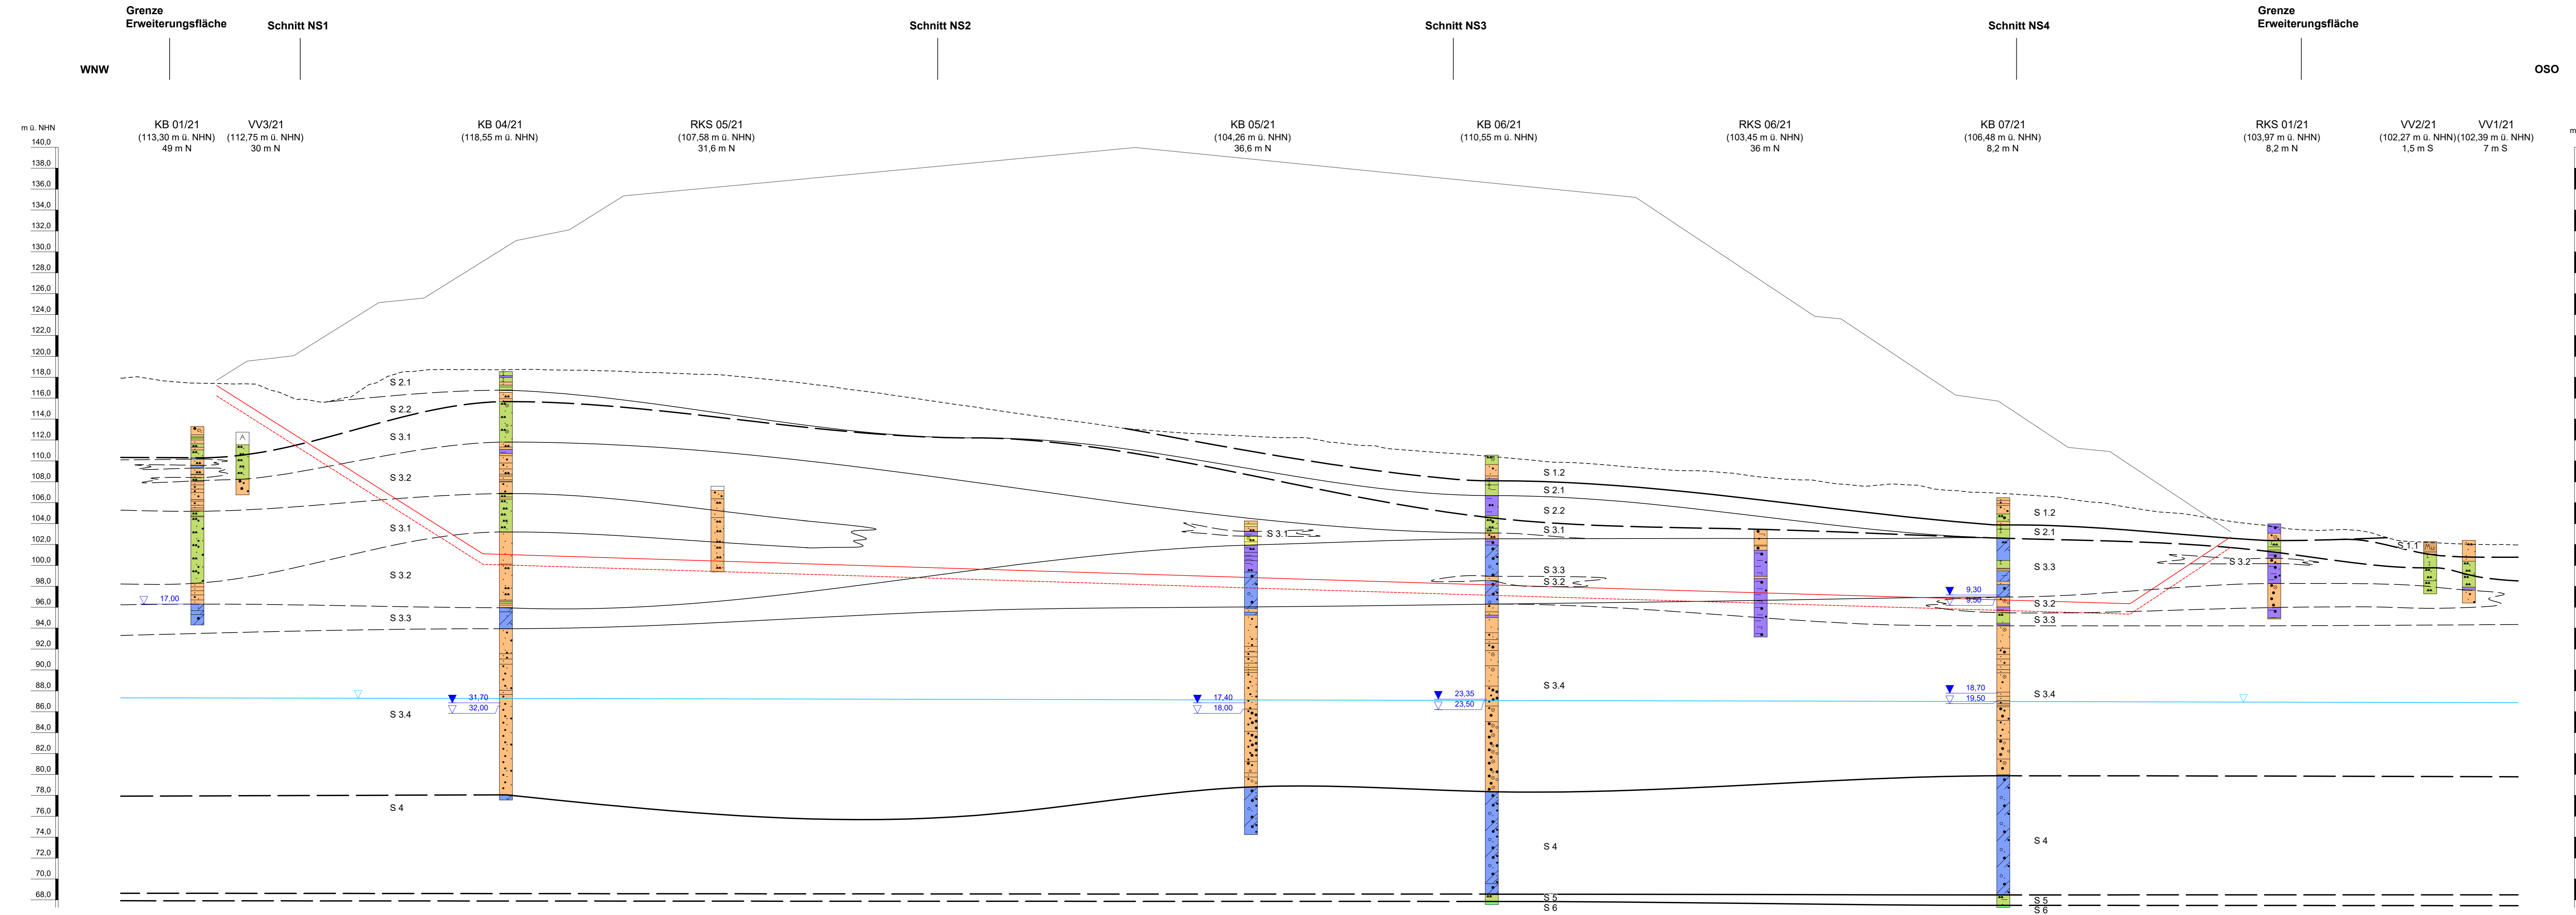 Grenze
Erweiterungsfläche
Schnitt NS1
Schnitt NS2
Schnitt NS3
Schnitt NS4
Grenze
Erweiterungsfläche
WNW
OSO
m ü. NHN
KB 01/21
(113,30 m ü. NHN)
49 m N
VV3/21
(112,75 m ü. NHN)
30 m N
KB 04/21
(118,55 m ü. NHN)
RKS 05/21
(107,58 m ü. NHN)
31,6 m N
KB 05/21
(104,26 m ü. NHN)
36,6 m N
KB 06/21
(110,55 m ü. NHN)
RKS 06/21
(103,45 m ü. NHN)
36 m N
KB 07/21
(106,48 m ü. NHN)
8,2 m N
RKS 01/21
(103,97 m ü. NHN)
8,2 m N
VV2/21
(102,27 m ü. NHN)
1,5 m S
VV1/21
(102,39 m ü. NHN)
7 m S
m
140,0
138,0
136,0
134,0
132,0
130,0
128,0
126,0
124,0
122,0
120,0
118,0
116,0
114,0
112,0
110,0
108,0
106,0
104,0
102,0
100,0
98,0
96,0
94,0
92,0
90,0
88,0
86,0
84,0
82,0
80,0
78,0
76,0
74,0
72,0
70,0
68,0
17,00
S 2.1
S 2.2
S 3.1
S 3.2
S 3.1
S 3.2
S 3.3
S 3.4
S 4
31,70
32,00
17,40
18,00
S 3.1
23,35
23,50
S 1.2
S 2.1
S 2.2
S 3.1
S 3.3
S 3.2
S 3.4
S 4
S 5
S 6
9,30
9,50
18,70
19,50
S 1.2
S 2.1
S 3.3
S 3.2
S 3.3
S 3.4
S 4
S 5
S 6
S 3.2
S 1.1